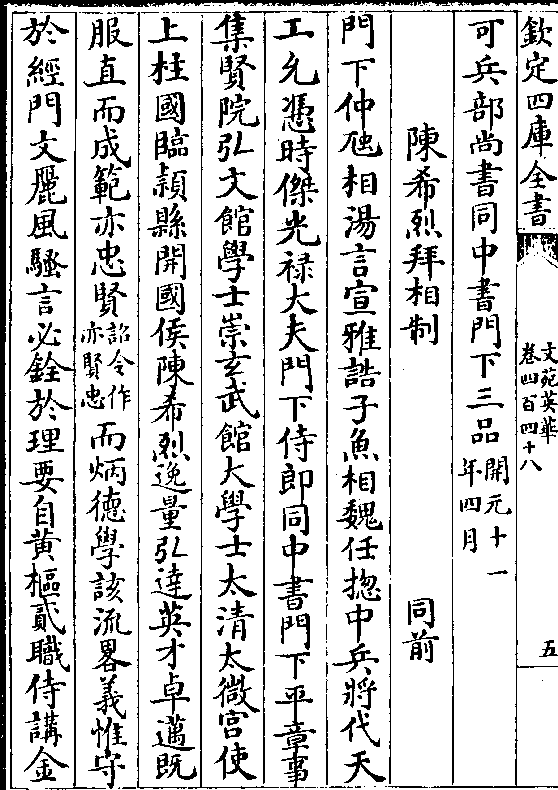 欽定四庫全書
文苑英華
卷四百四十八
五
可兵部尚書同中書門下三品開元十一
年四月
陳希烈拜相制 同前
門下仲虺相湯言宣雅誥子魚相魏任揔中兵將代天
工允憑時傑光禄大夫門下侍郎同中書門下平章事
集賢院弘文館學士崇玄武館大學士太清太微宫使
上柱國臨潁縣開國侯陳希烈逸量弘達英才卓邁既
服直而成範亦忠賢詔令作
亦賢忠而炳德學該流畧義惟守
於經門文麗風騷言必銓於理要自黄樞貳職侍講金